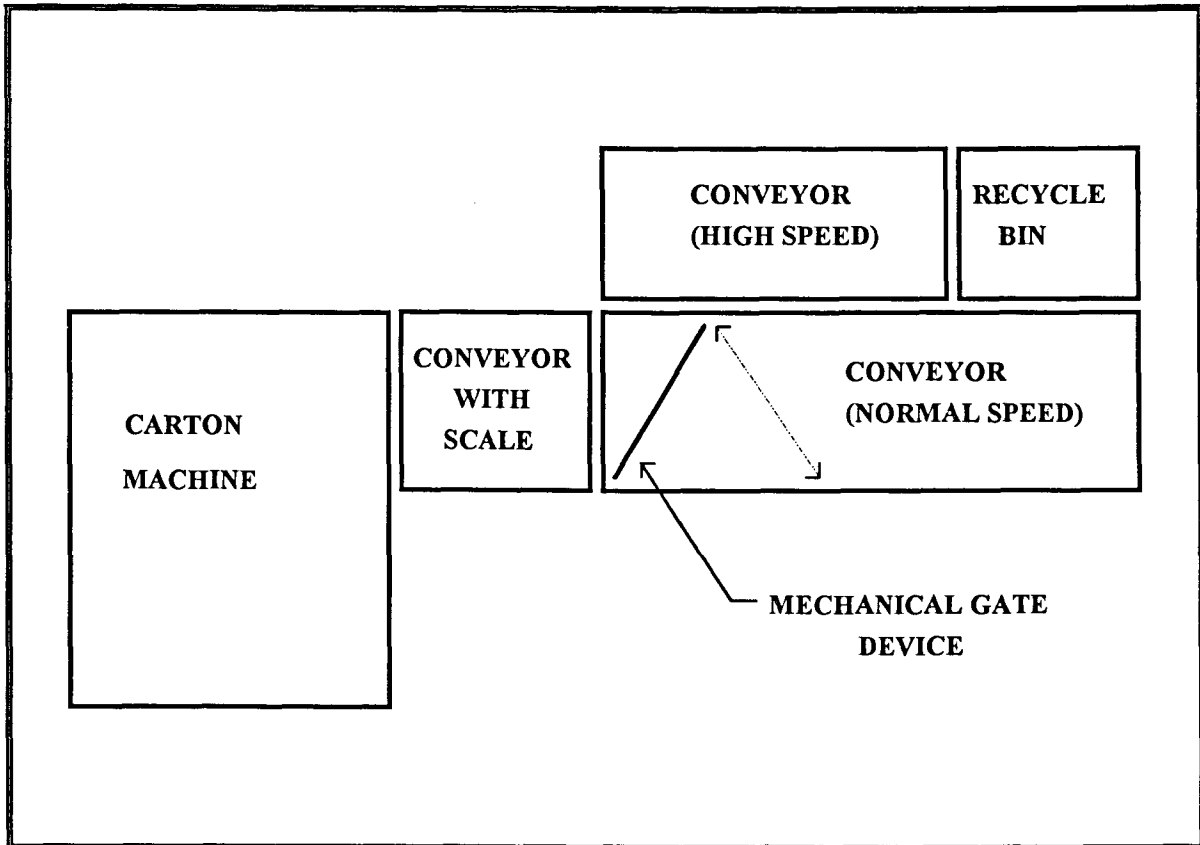 CONVEYOR
(HIGH SPEED)
RECYCLE
BIN
CARTON
MACHINE
CONVEYOR
WITH
SCALE
CONVEYOR
(NORMAL SPEED)
MECHANICAL GATE
DEVICE